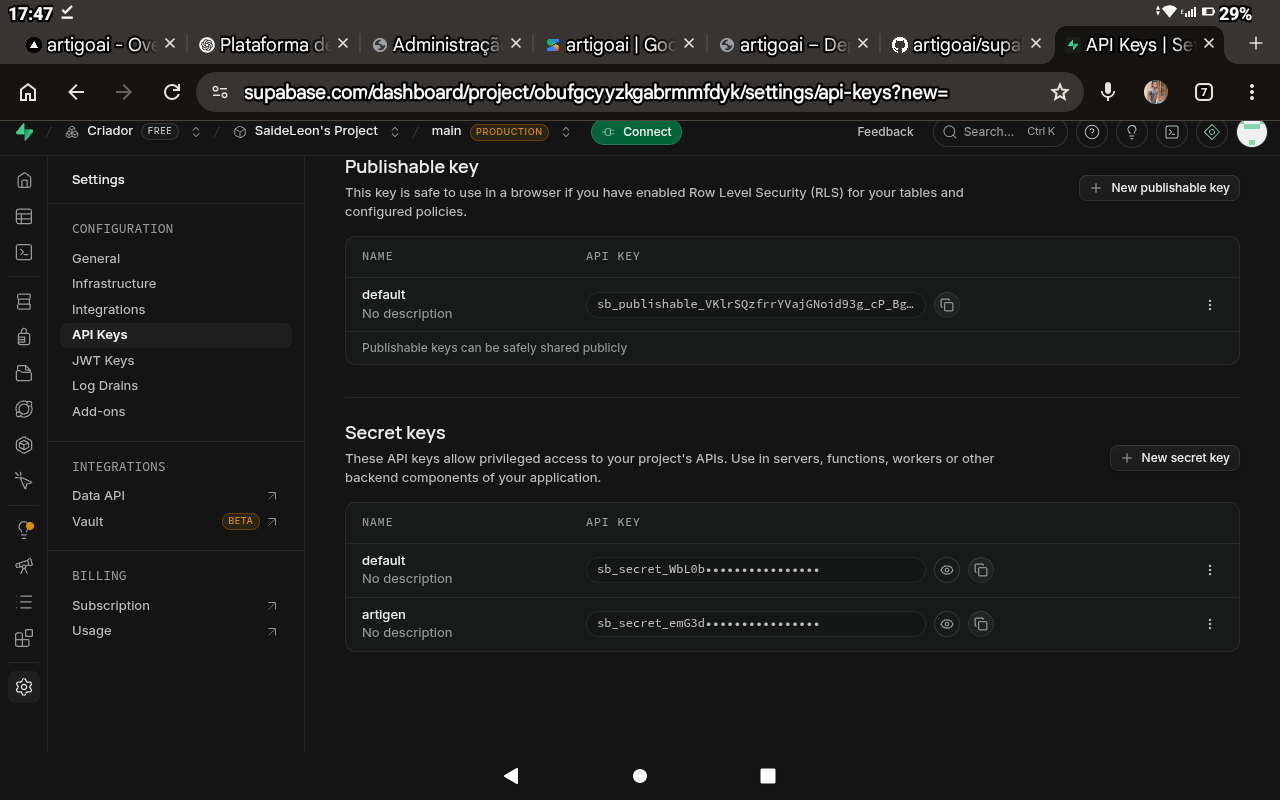 17:47
29%
artigoai - Ove
Plataforma de
Administração
artigoai | Goo
artigoai – Dep
artigoai/supa
API Keys | Se
supabase.com/dashboard/project/obufgcyyzkgabrmmfdyk/settings/api-keys?new=
7
Criador FREE / SaideLeon's Project / main PRODUCTION Connect Feedback Search... Ctrl K
Settings
CONFIGURATION
General
Infrastructure
Integrations
API Keys
JWT Keys
Log Drains
Add-ons
INTEGRATIONS
Data API
Vault BETA
BILLING
Subscription
Usage
Publishable key
This key is safe to use in a browser if you have enabled Row Level Security (RLS) for your tables and
configured policies.
New publishable key
NAME API KEY
default
No description
sb_publishable_VKlrSQzfrrYVajGNoid93g_cP_Bg…
Publishable keys can be safely shared publicly
Secret keys
These API keys allow privileged access to your project's APIs. Use in servers, functions, workers or other
backend components of your application.
New secret key
NAME API KEY
default
No description
sb_secret_WbL0b••••••••••••••••
artigen
No description
sb_secret_emG3d••••••••••••••••